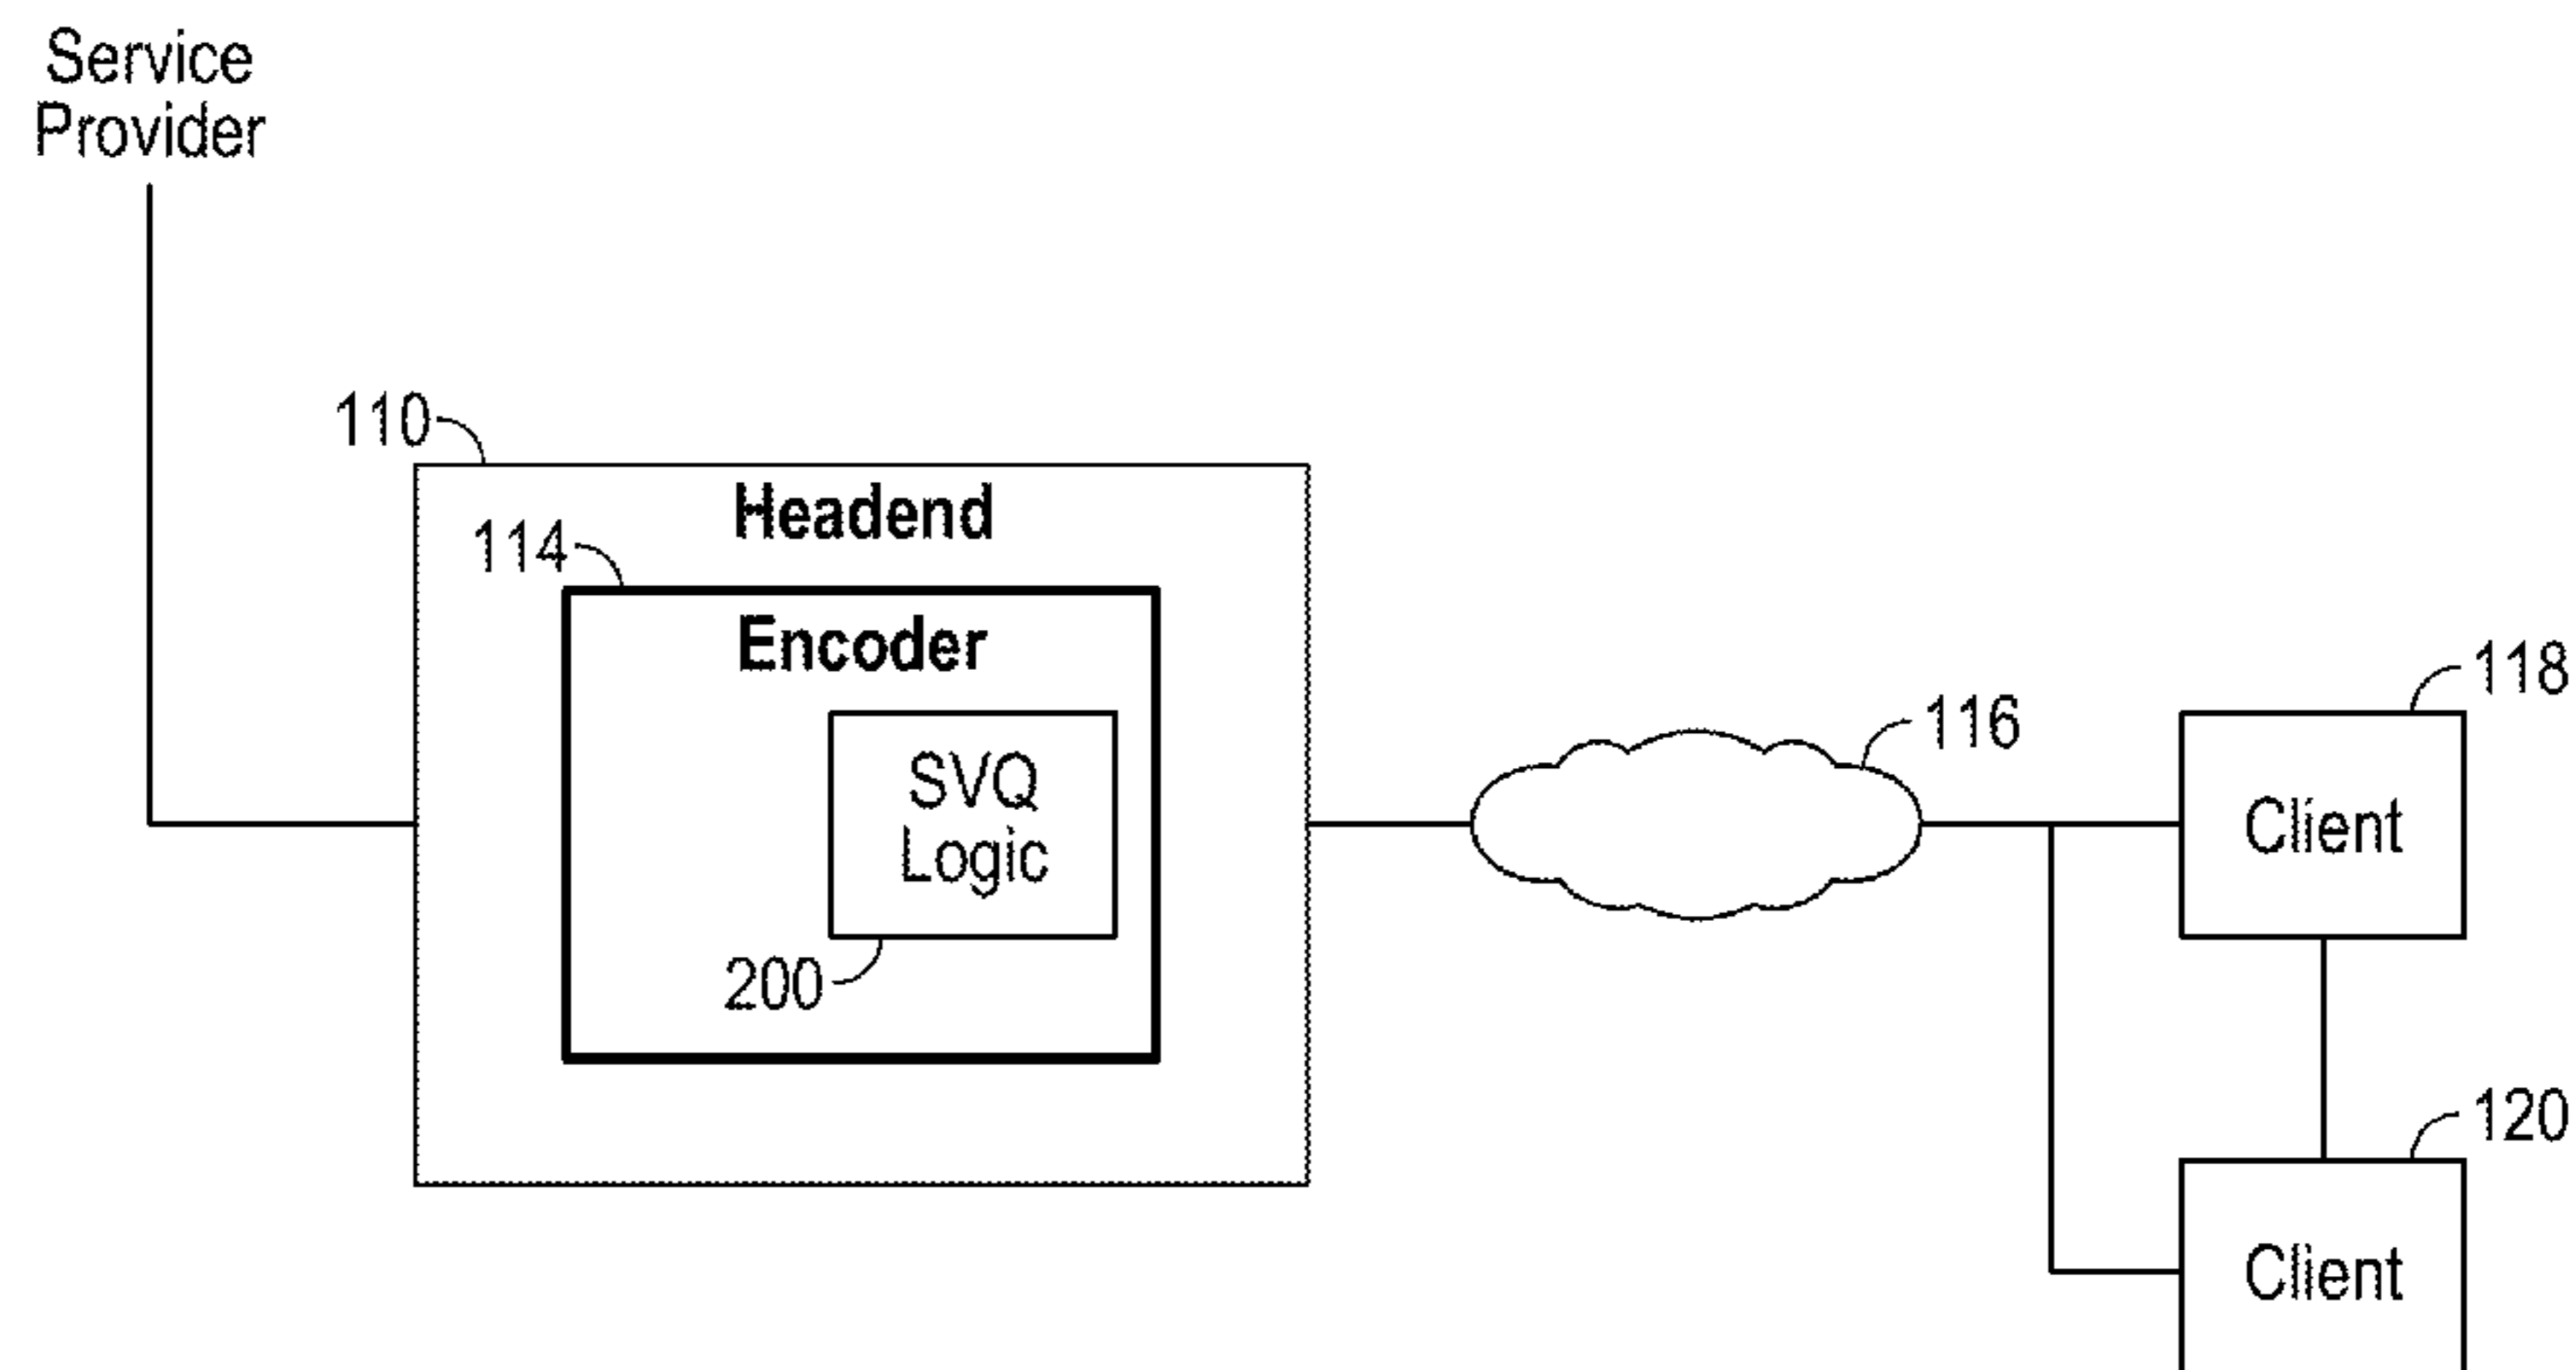 Service
Provider
110
Headend
114
Encoder
SVQ
Logic
200
116
118
Client
120
Client